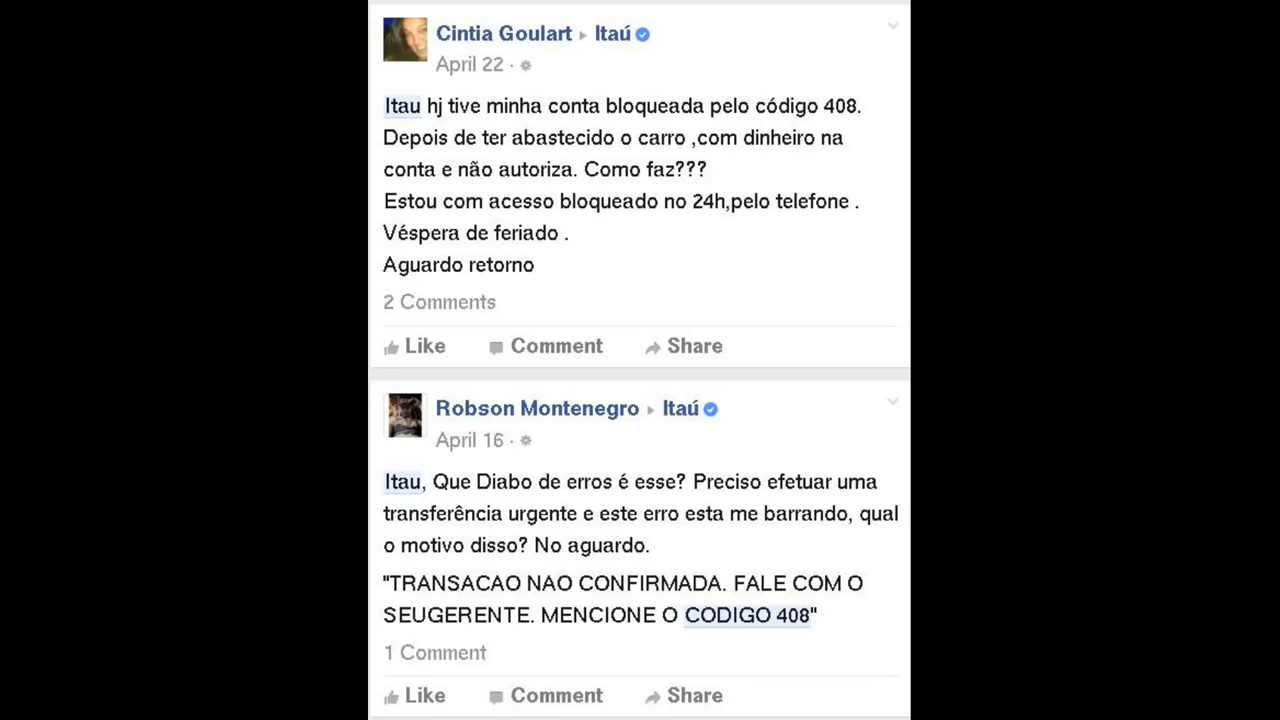 Cintia Goulart ▸ Itaú
April 22 ·
Itau hj tive minha conta bloqueada pelo código 408.
Depois de ter abastecido o carro ,com dinheiro na
conta e não autoriza. Como faz???
Estou com acesso bloqueado no 24h,pelo telefone .
Véspera de feriado .
Aguardo retorno
2 Comments
Like Comment Share
Robson Montenegro ▸ Itaú
April 16 ·
Itau, Que Diabo de erros é esse? Preciso efetuar uma
transferência urgente e este erro esta me barrando, qual
o motivo disso? No aguardo.
"TRANSACAO NAO CONFIRMADA. FALE COM O
SEUGERENTE. MENCIONE O CODIGO 408"
1 Comment
Like Comment Share